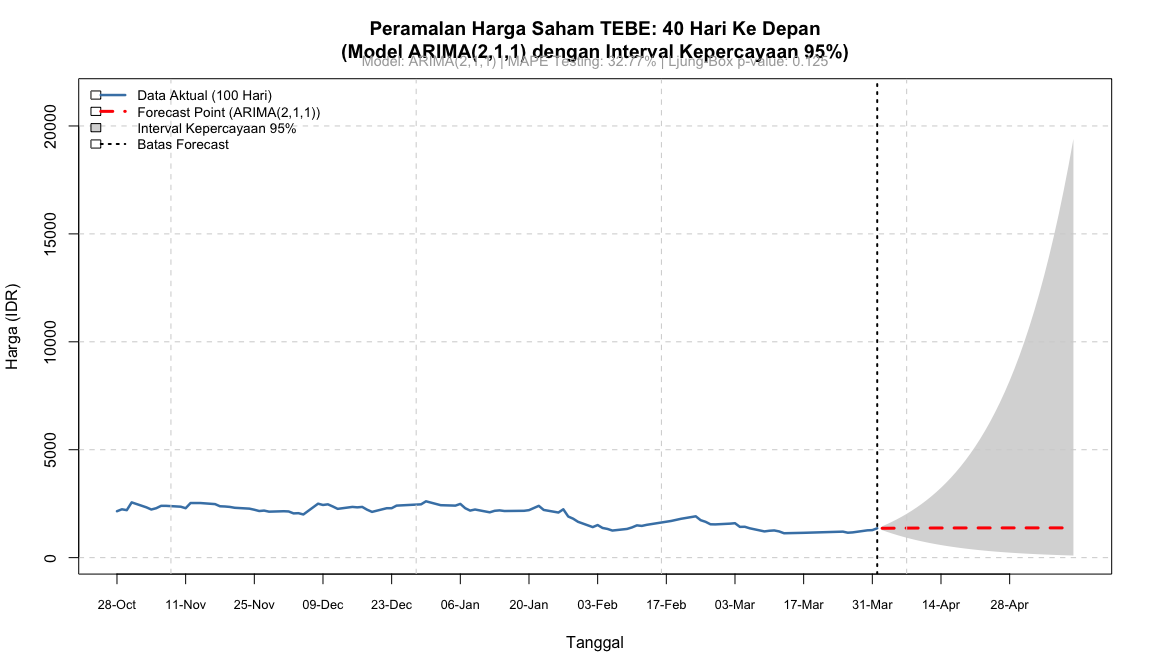 Peramalan Harga Saham TEBE: 40 Hari Ke Depan
(Model ARIMA(2,1,1) dengan Interval Kepercayaan 95%)
Model: ARIMA(2,1,1) | MAPE Testing: 32.77% | Ljung-Box p-value: 0.125
Data Aktual (100 Hari)
Forecast Point (ARIMA(2,1,1))
Interval Kepercayaan 95%
Batas Forecast
Harga (IDR)
20000
15000
10000
5000
0
28-Oct 11-Nov 25-Nov 09-Dec 23-Dec 06-Jan 20-Jan 03-Feb 17-Feb 03-Mar 17-Mar 31-Mar 14-Apr 28-Apr
Tanggal